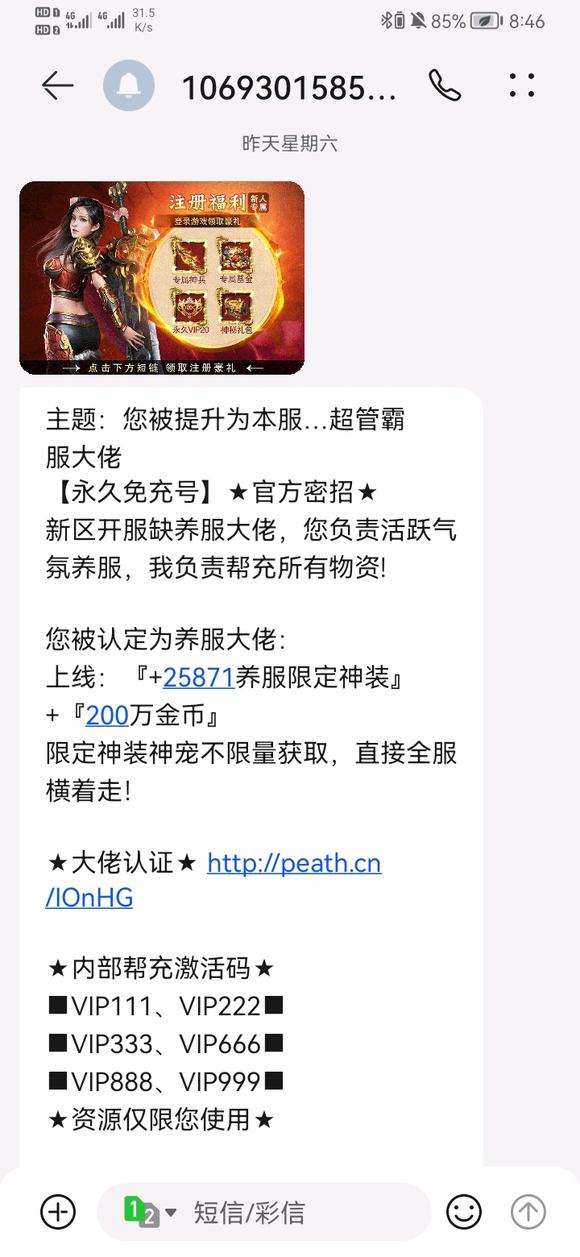 HD 1 4G 4G 31.5
HD 2 K/s
85% 8:46
1069301585...
昨天星期六
注册福利 新人专属
登录游戏领取豪礼
专属神兵 专属基金
永久VIP20 神秘礼包
点击下方短链 领取注册豪礼
主题：您被提升为本服…超管霸
服大佬
【永久免充号】★官方密招★
新区开服缺养服大佬，您负责活跃气
氛养服，我负责帮充所有物资!
您被认定为养服大佬:
上线：『+25871养服限定神装』
+『200万金币』
限定神装神宠不限量获取，直接全服
横着走!
★大佬认证★ http://peath.cn
/IOnHG
★内部帮充激活码★
■VIP111、VIP222■
■VIP333、VIP666■
■VIP888、VIP999■
★资源仅限您使用★
1 2 短信/彩信